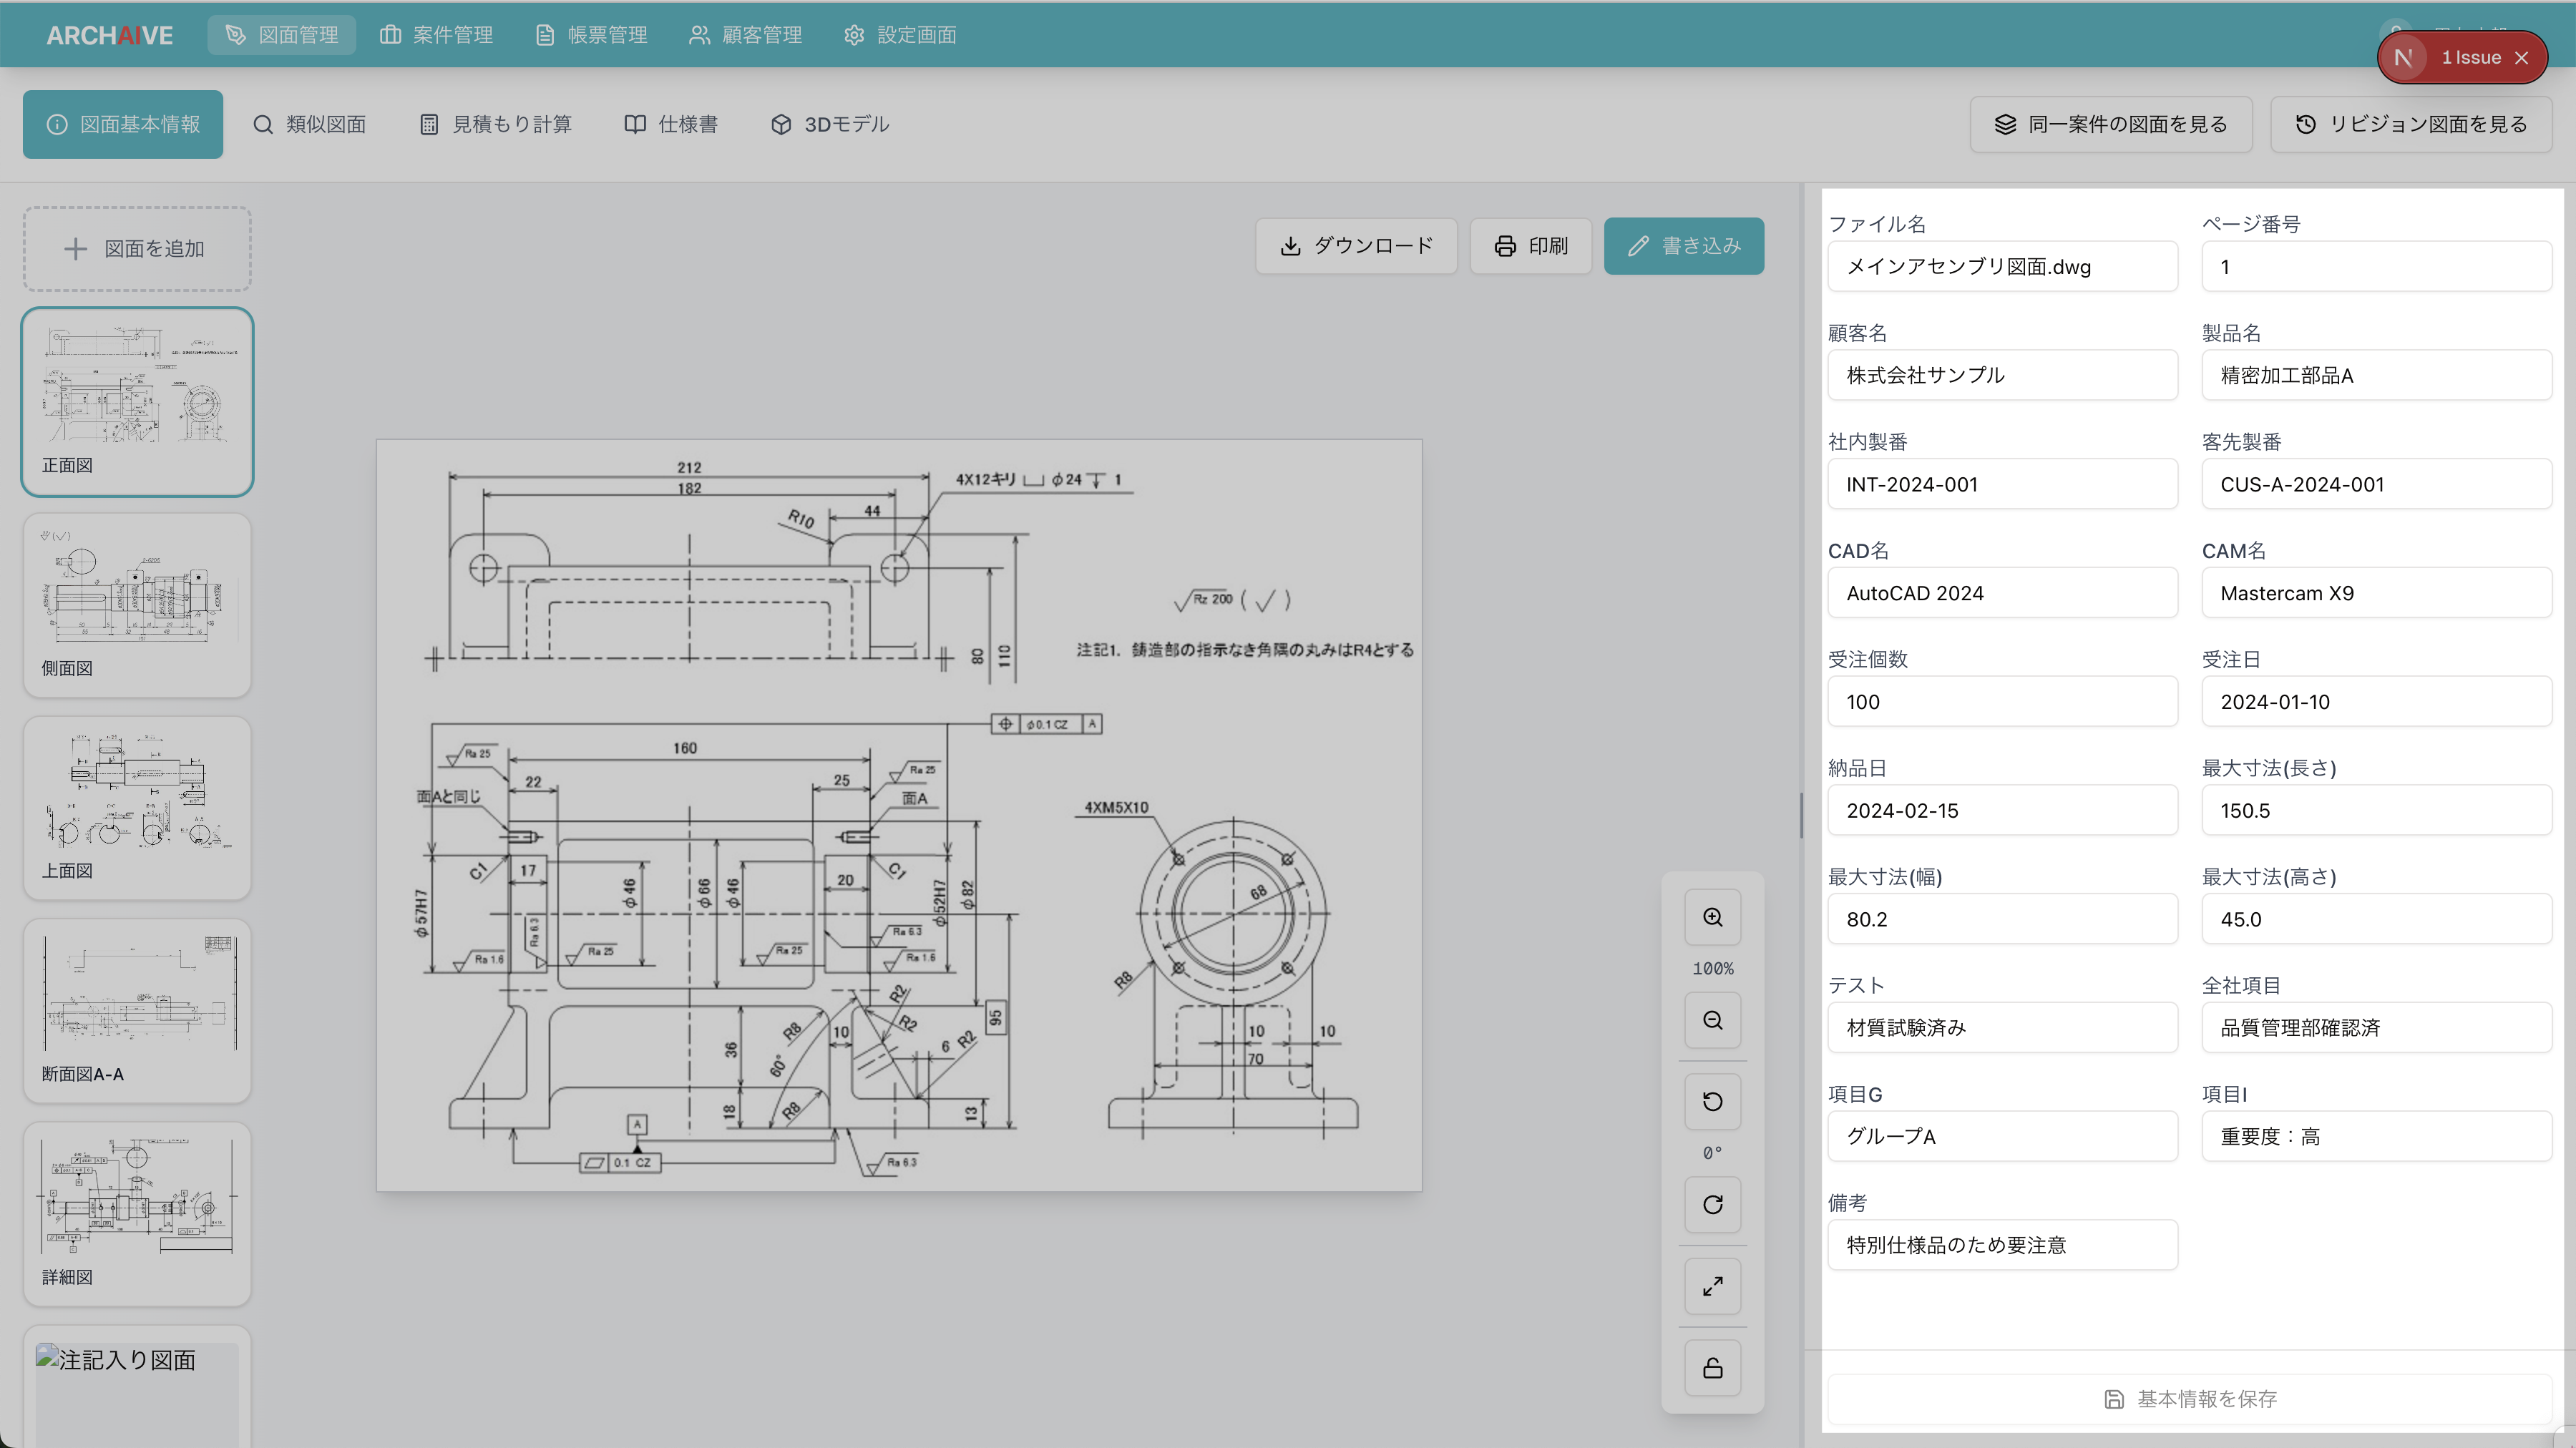 ARCHAIVE
図面管理
案件管理
帳票管理
顧客管理
設定画面
1 Issue
図面基本情報
類似図面
見積もり計算
仕様書
3Dモデル
同一案件の図面を見る
リビジョン図面を見る
図面を追加
正面図
側面図
上面図
断面図A-A
詳細図
注記入り図面
ダウンロード
印刷
書き込み
212
182
4X12キリ ⌴ φ24 ↧ 1
44
R10
80
110
Rz 200 ( √ )
注記1. 鋳造部の指示なき角隅の丸みはR4とする
φ0.1 CZ A
160
Ra 25
Ra 25
22
25
面Aと同じ
面A
4XM5X10
C1
17
20
C1
φ57H7
φ46
φ66
φ46
φ52H7
φ82
68
Ra 6.3
Ra 25
Ra 25
Ra 6.3
Ra 1.6
Ra 1.6
R8
R2
R2
R8
10
95
36
60°
6
R2
10
10
70
18
R8
13
A
0.1 CZ
Ra 6.3
100%
0°
ファイル名
メインアセンブリ図面.dwg
ページ番号
1
顧客名
株式会社サンプル
製品名
精密加工部品A
社内製番
INT-2024-001
客先製番
CUS-A-2024-001
CAD名
AutoCAD 2024
CAM名
Mastercam X9
受注個数
100
受注日
2024-01-10
納品日
2024-02-15
最大寸法(長さ)
150.5
最大寸法(幅)
80.2
最大寸法(高さ)
45.0
テスト
材質試験済み
全社項目
品質管理部確認済
項目G
グループA
項目I
重要度：高
備考
特別仕様品のため要注意
基本情報を保存